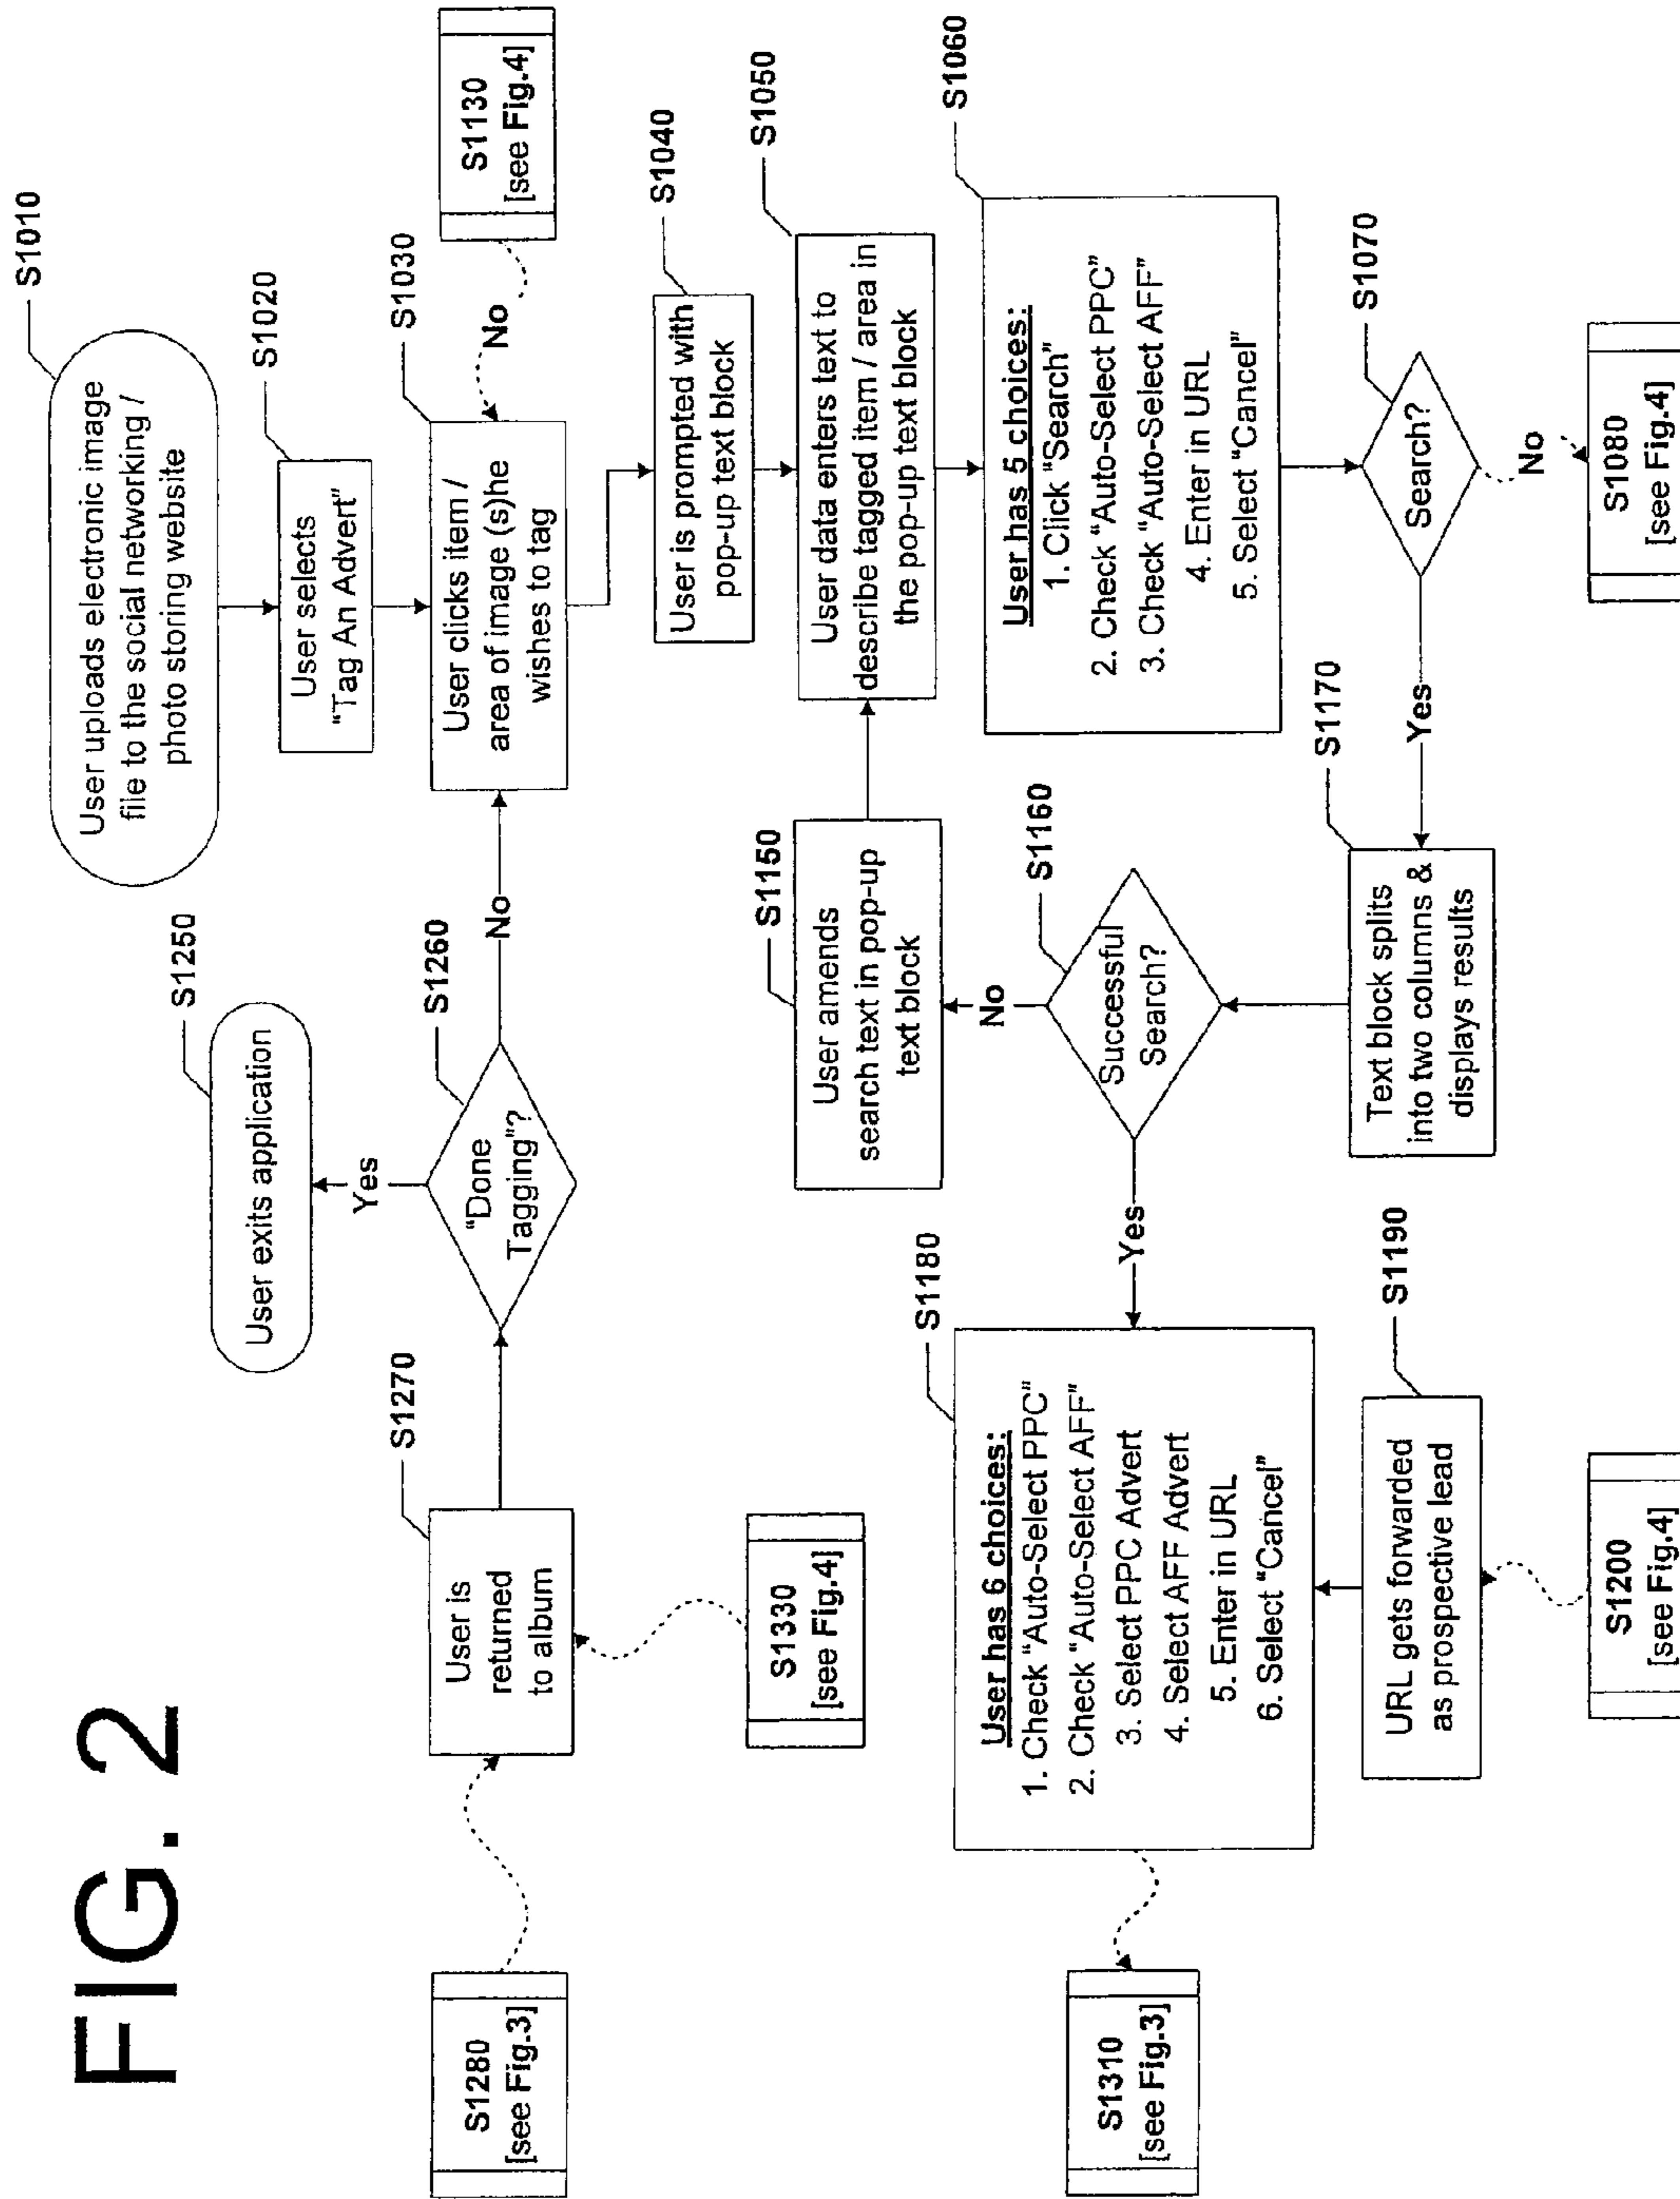 FIG. 2
S1010
User uploads electronic image
file to the social networking /
photo storing website
S1020
User selects
“Tag An Advert”
S1030
User clicks item /
area of image (s)he
wishes to tag
No
S1130
[see Fig.4]
S1040
User is prompted with
pop-up text block
S1050
User data enters text to
describe tagged item / area in
the pop-up text block
S1060
User has 5 choices:
1. Click “Search”
2. Check “Auto-Select PPC”
3. Check “Auto-Select AFF”
4. Enter in URL
5. Select “Cancel”
S1070
Search?
No
S1080
[see Fig.4]
Yes
S1170
Text block splits
into two columns &
displays results
S1160
Successful
Search?
No
S1150
User amends
search text in pop-up
text block
Yes
S1180
User has 6 choices:
1. Check “Auto-Select PPC”
2. Check “Auto-Select AFF”
3. Select PPC Advert
4. Select AFF Advert
5. Enter in URL
6. Select “Cancel”
S1190
URL gets forwarded
as prospective lead
S1200
[see Fig.4]
S1310
[see Fig.3]
S1280
[see Fig.3]
S1270
User is
returned
to album
S1330
[see Fig.4]
S1260
“Done
Tagging”?
No
Yes
S1250
User exits application